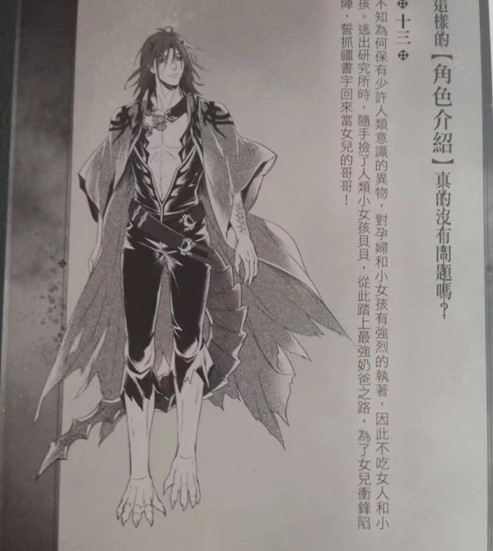 這樣的【角色介紹】真的沒有問題嗎？
十三
不知為何保有少許人類意識的異物，對孕婦和小女孩有強烈的執著，因此不吃女人和小
孩。逃出研究所時，隨手撿了人類小女孩貝貝，從此踏上最強奶爸之路，為了女兒衝鋒陷
陣，誓抓疆書宇回來當女兒的哥哥！